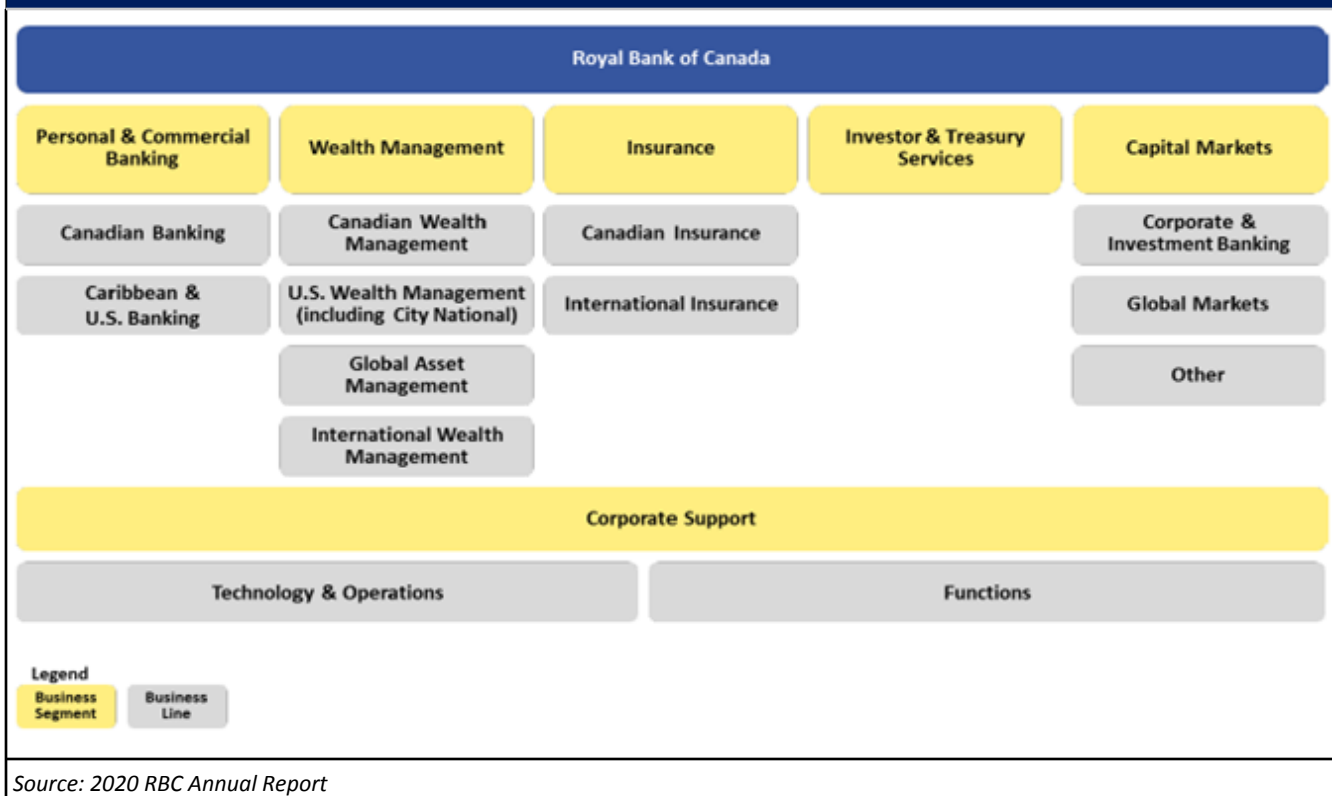 Royal Bank of Canada
Personal & Commercial
Banking
Wealth Management
Insurance
Investor & Treasury
Services
Capital Markets
Canadian Banking
Canadian Wealth
Management
Canadian Insurance
Corporate &
Investment Banking
Caribbean &
U.S. Banking
U.S. Wealth Management
(including City National)
International Insurance
Global Markets
Global Asset
Management
Other
International Wealth
Management
Corporate Support
Technology & Operations
Functions
Legend
Business
Segment
Business
Line
Source: 2020 RBC Annual Report